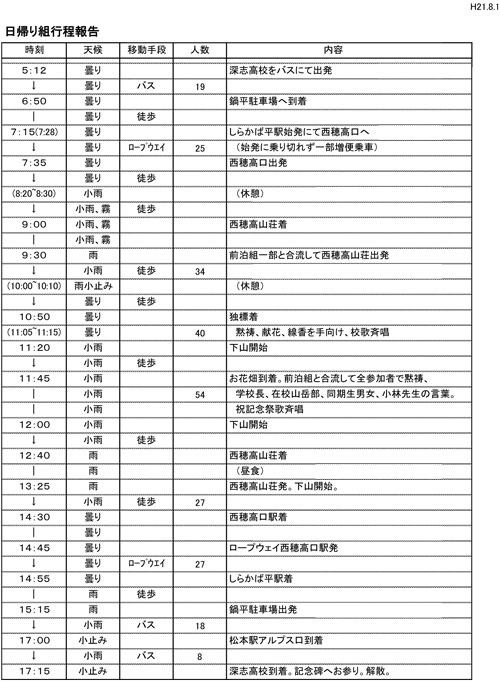 H21.8.1
日帰り組行程報告
時刻 天候 移動手段 人数 内容
5:12 曇り 深志高校をバスにて出発
↓ 曇り バス 19
6:50 曇り 鍋平駐車場へ到着
| 曇り 徒歩
7:15(7:28) 曇り しらかば平駅始発にて西穂高口へ
↓ 曇り ロープウエイ 25 (始発に乗り切れず一部増便乗車)
7:35 曇り 西穂高口出発
↓ 曇り 徒歩
(8:20~8:30) 小雨 (休憩)
↓ 小雨、霧 徒歩
9:00 小雨、霧 西穂高山荘着
| 小雨、霧
9:30 雨 前泊組一部と合流して西穂高山荘出発
↓ 小雨 徒歩 34
(10:00~10:10) 雨小止み (休憩)
↓ 曇り 徒歩
10:50 曇り 独標着
(11:05~11:15) 曇り 40 黙祷、献花、線香を手向け、校歌斉唱
11:20 小雨 下山開始
↓ 小雨 徒歩
11:45 小雨 お花畑到着。前泊組と合流して全参加者で黙祷、
| 小雨 54 学校長、在校山岳部、同期生男女、小林先生の言葉。
| 小雨 祝記念祭歌斉唱
12:00 小雨 下山開始
↓ 小雨 徒歩
12:40 雨 西穂高山荘着
| 雨 (昼食)
13:25 雨 西穂高山荘発。下山開始。
↓ 小雨 徒歩 27
14:30 曇り 西穂高口駅着
| 曇り
14:45 曇り ロープウェイ西穂高口駅発
↓ 曇り ロープウエイ 27
14:55 曇り しらかば平駅着
| 雨 徒歩
15:15 雨 鍋平駐車場出発
↓ 小雨 バス 18
17:00 小止み 松本駅アルプス口到着
↓ 小雨 バス 8
17:15 小止み 深志高校到着。記念碑へお参り。解散。